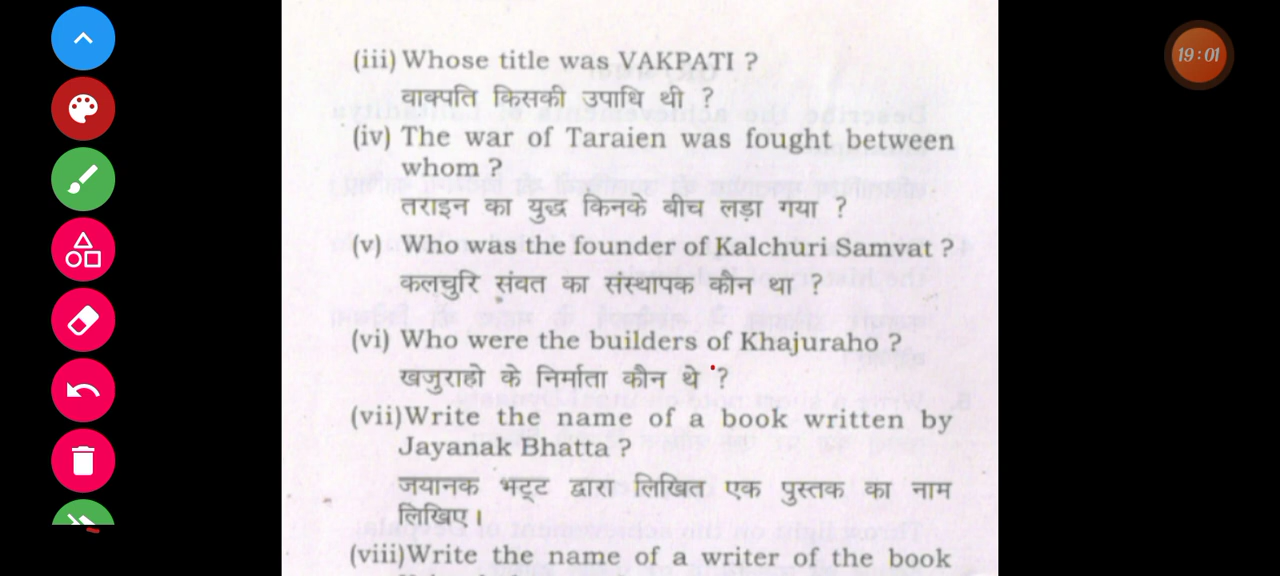 19:01
(iii) Whose title was VAKPATI ?
वाक्पति किसकी उपाधि थी ?
(iv) The war of Taraien was fought between
whom ?
तराइन का युद्ध किनके बीच लड़ा गया ?
(v) Who was the founder of Kalchuri Samvat ?
कलचुरि संवत का संस्थापक कौन था ?
(vi) Who were the builders of Khajuraho ?
खजुराहो के निर्माता कौन थे ?
(vii) Write the name of a book written by
Jayanak Bhatta ?
जयानक भट्ट द्वारा लिखित एक पुस्तक का नाम
लिखिए।
(viii) Write the name of a writer of the book